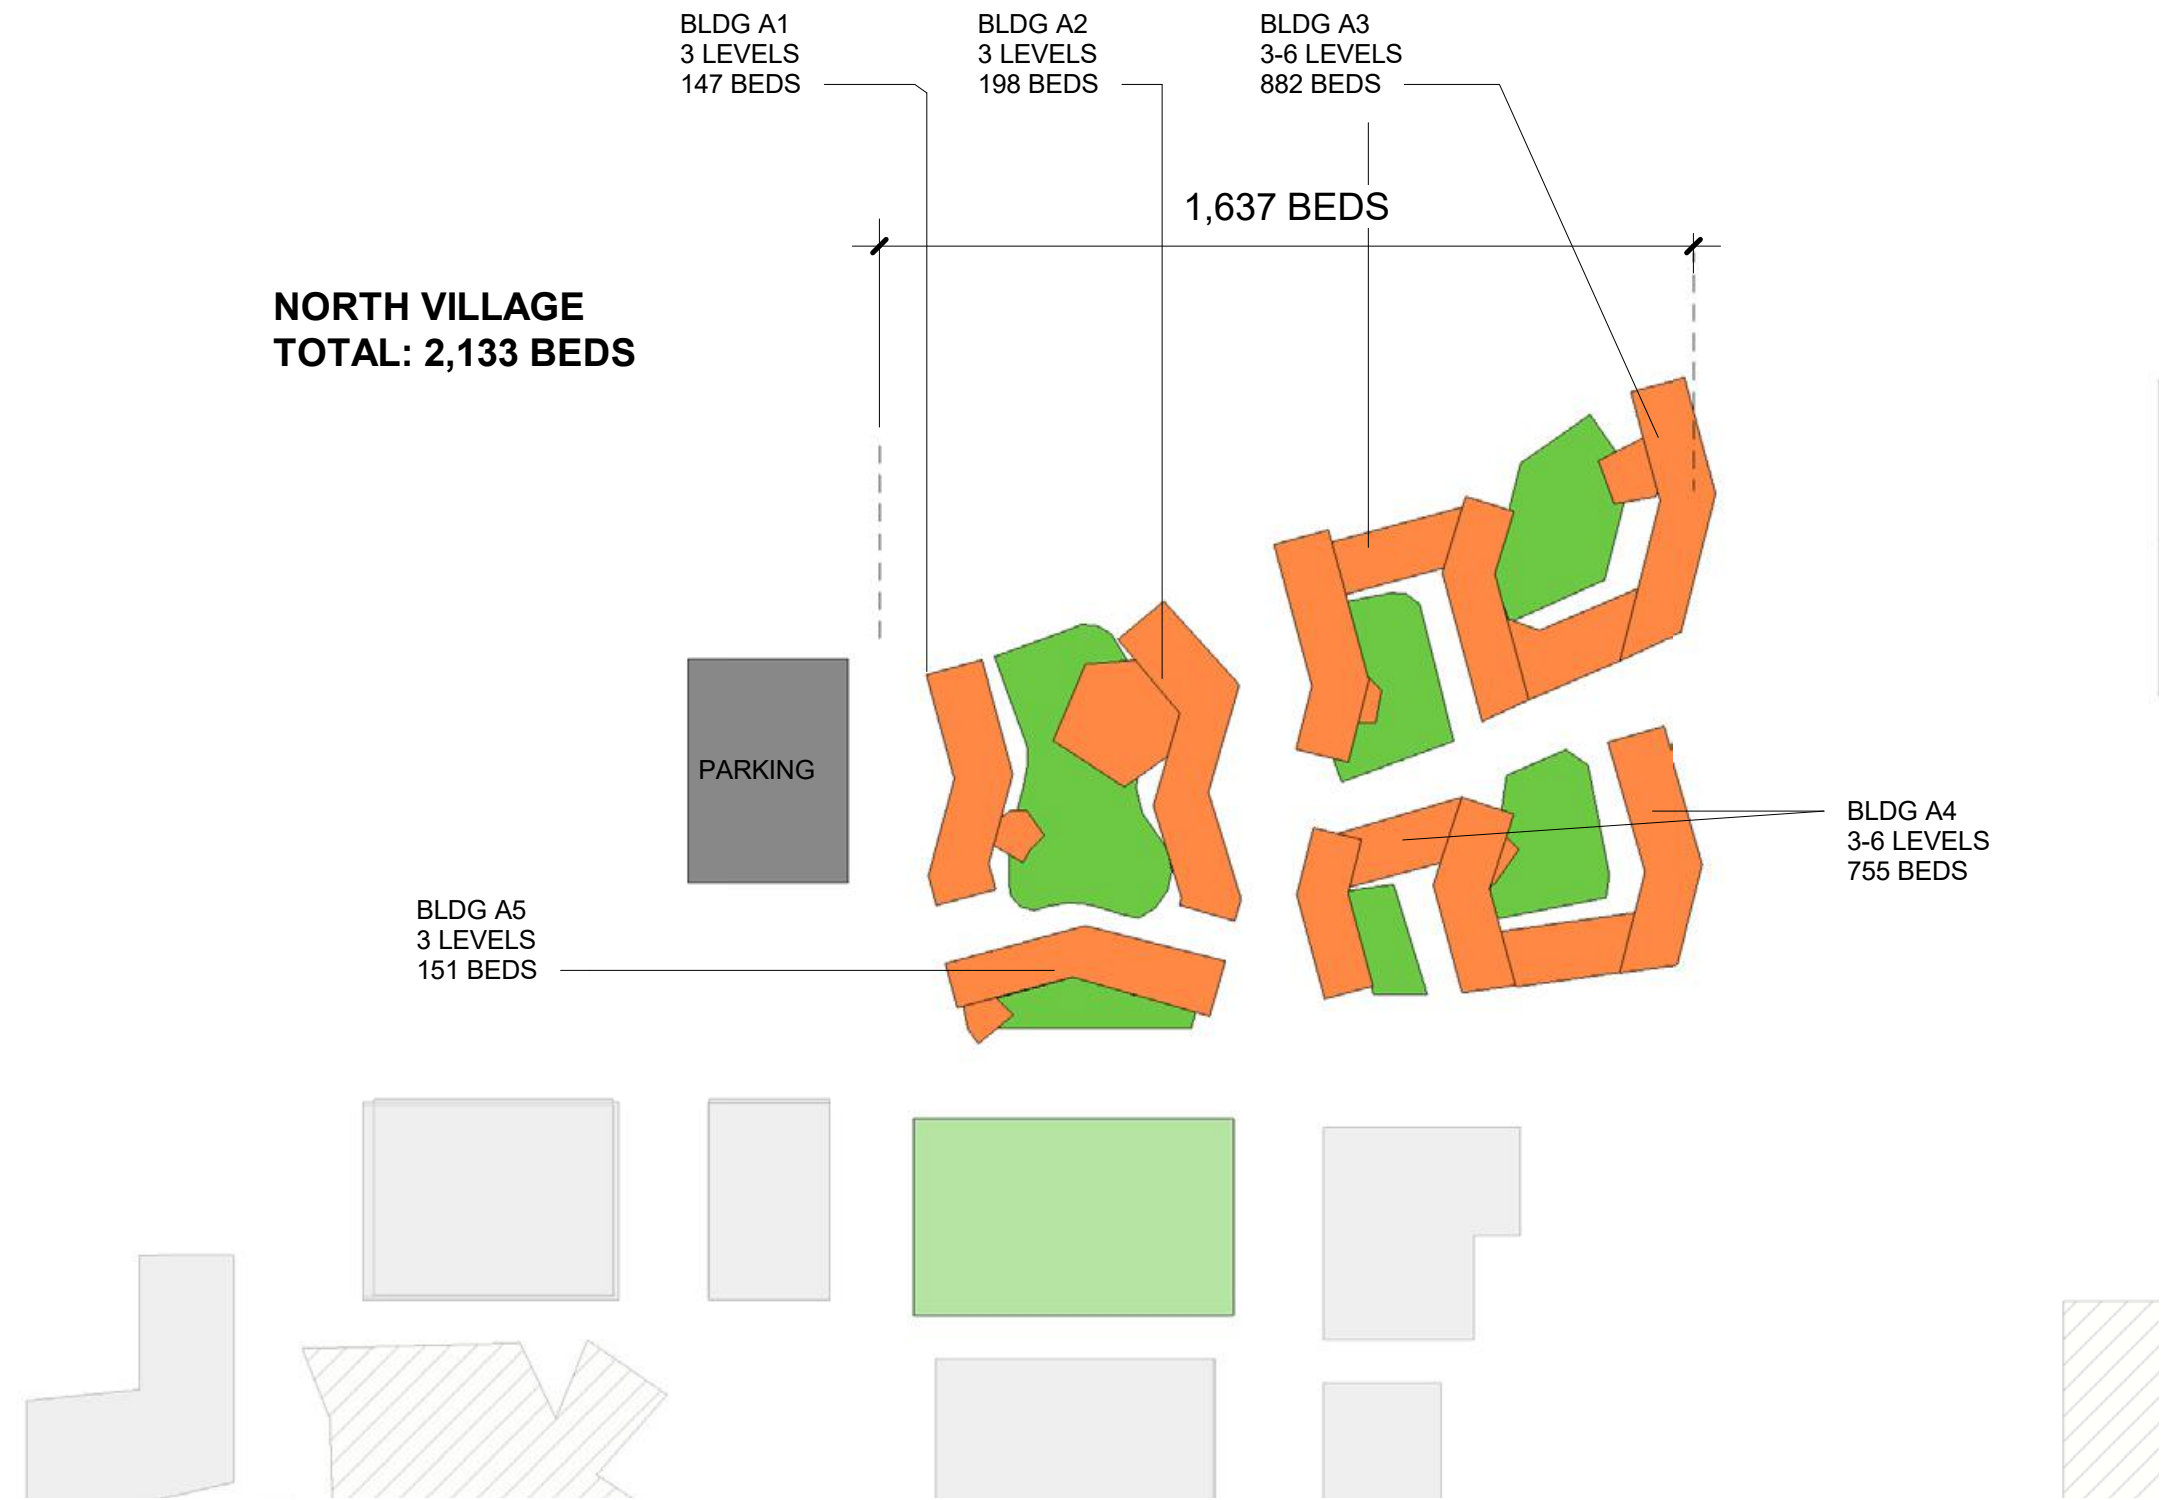 BLDG A1
3 LEVELS
147 BEDS
BLDG A2
3 LEVELS
198 BEDS
BLDG A3
3-6 LEVELS
882 BEDS
1,637 BEDS
NORTH VILLAGE
TOTAL: 2,133 BEDS
PARKING
BLDG A4
3-6 LEVELS
755 BEDS
BLDG A5
3 LEVELS
151 BEDS